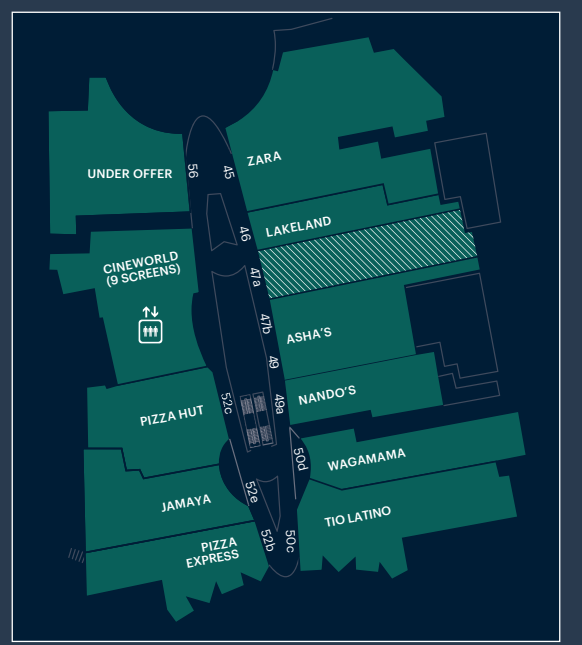 ZARA
45
56
UNDER OFFER
LAKELAND
46
CINEWORLD
(9 SCREENS)
47a
47b
ASHA'S
49
NANDO'S
49a
52c
PIZZA HUT
WAGAMAMA
50d
52e
JAMAYA
TIO LATINO
50c
52b
PIZZA
EXPRESS